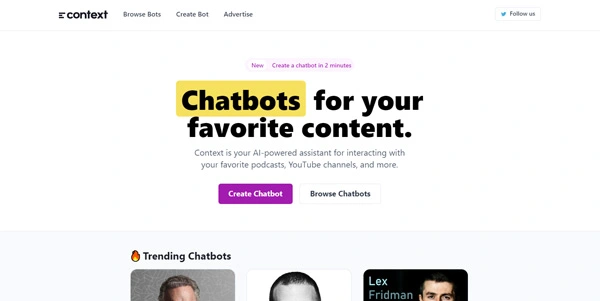 context
Browse Bots
Create Bot
Advertise
Follow us
New Create a chatbot in 2 minutes
Chatbots for your
favorite content.
Context is your AI-powered assistant for interacting with
your favorite podcasts, YouTube channels, and more.
Create Chatbot
Browse Chatbots
Trending Chatbots
Lex
Fridman